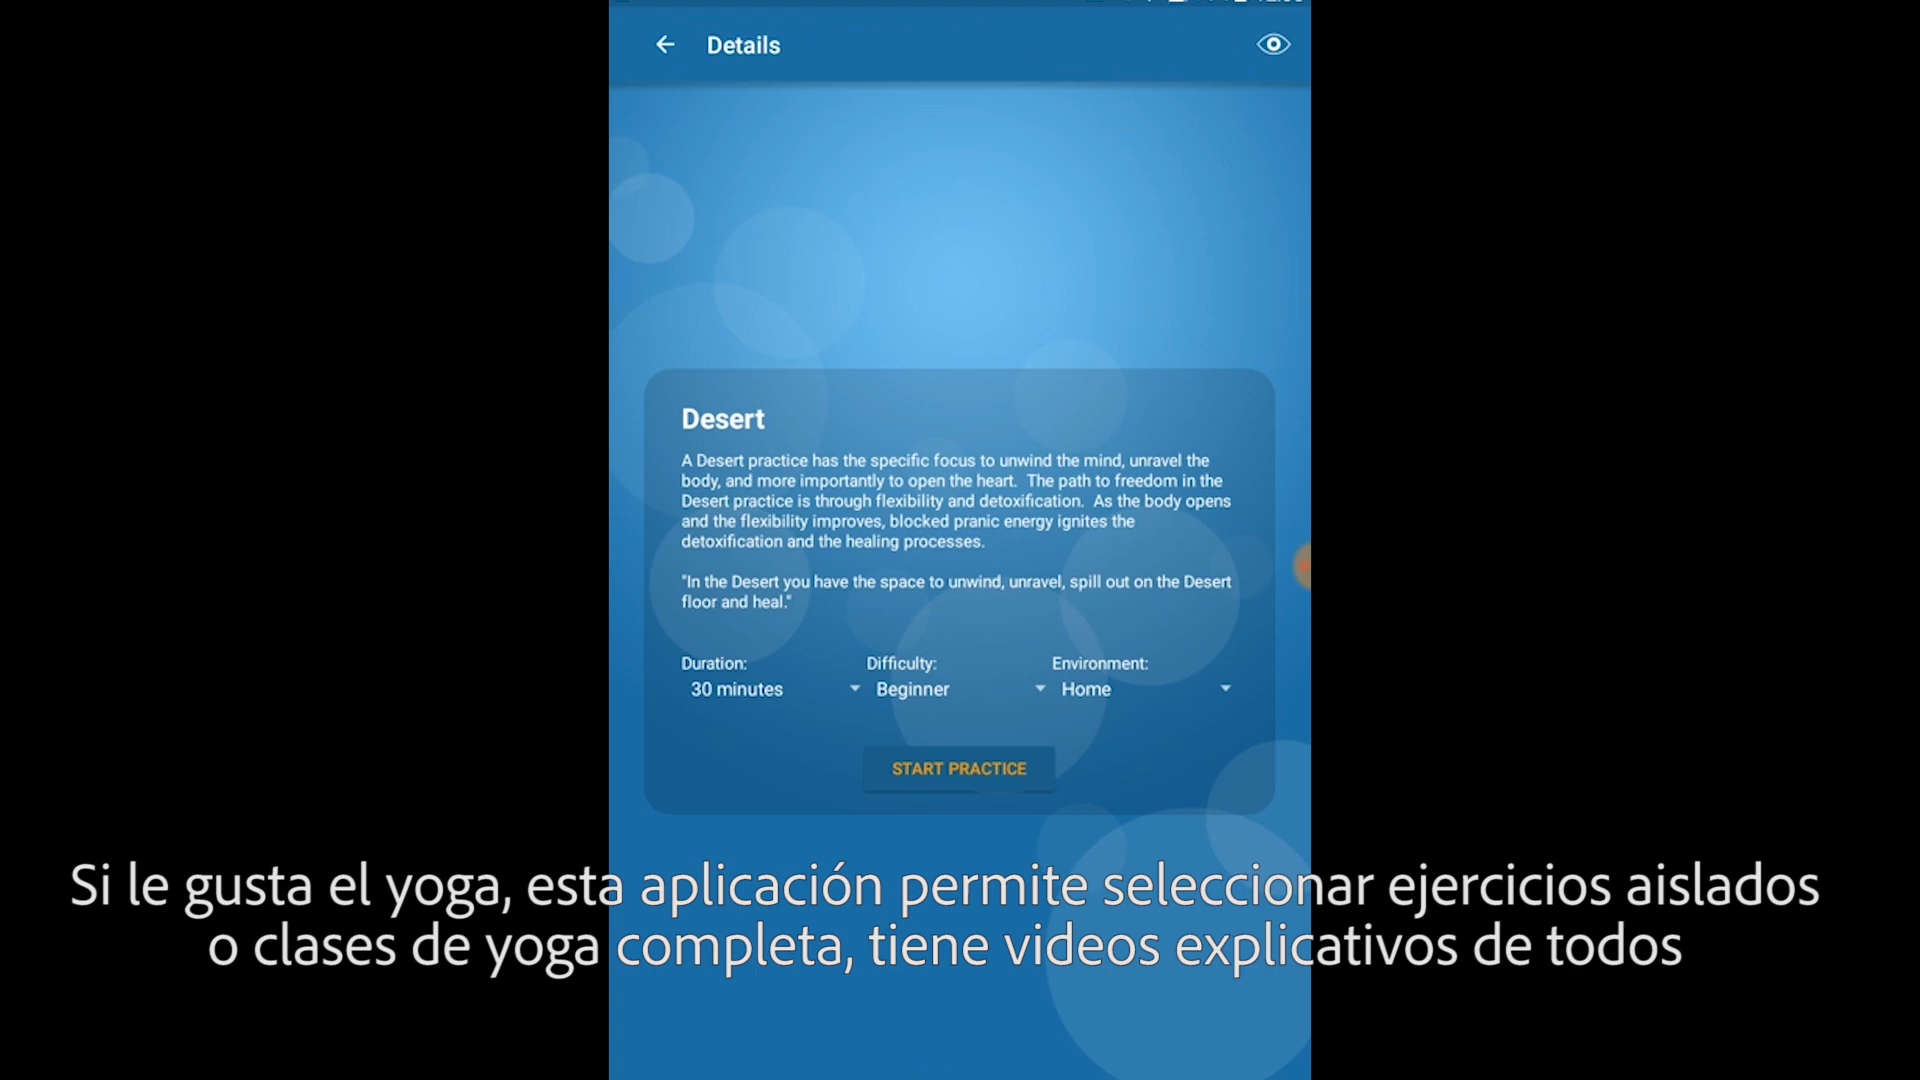 Details
Desert
A Desert practice has the specific focus to unwind the mind, unravel the
body, and more importantly to open the heart.  The path to freedom in the
Desert practice is through flexibility and detoxification.  As the body opens
and the flexibility improves, blocked pranic energy ignites the
detoxification and the healing processes.
"In the Desert you have the space to unwind, unravel, spill out on the Desert
floor and heal."
Duration: Difficulty: Environment:
30 minutes Beginner Home
START PRACTICE
Si le gusta el yoga, esta aplicación permite seleccionar ejercicios aislados
o clases de yoga completa, tiene videos explicativos de todos